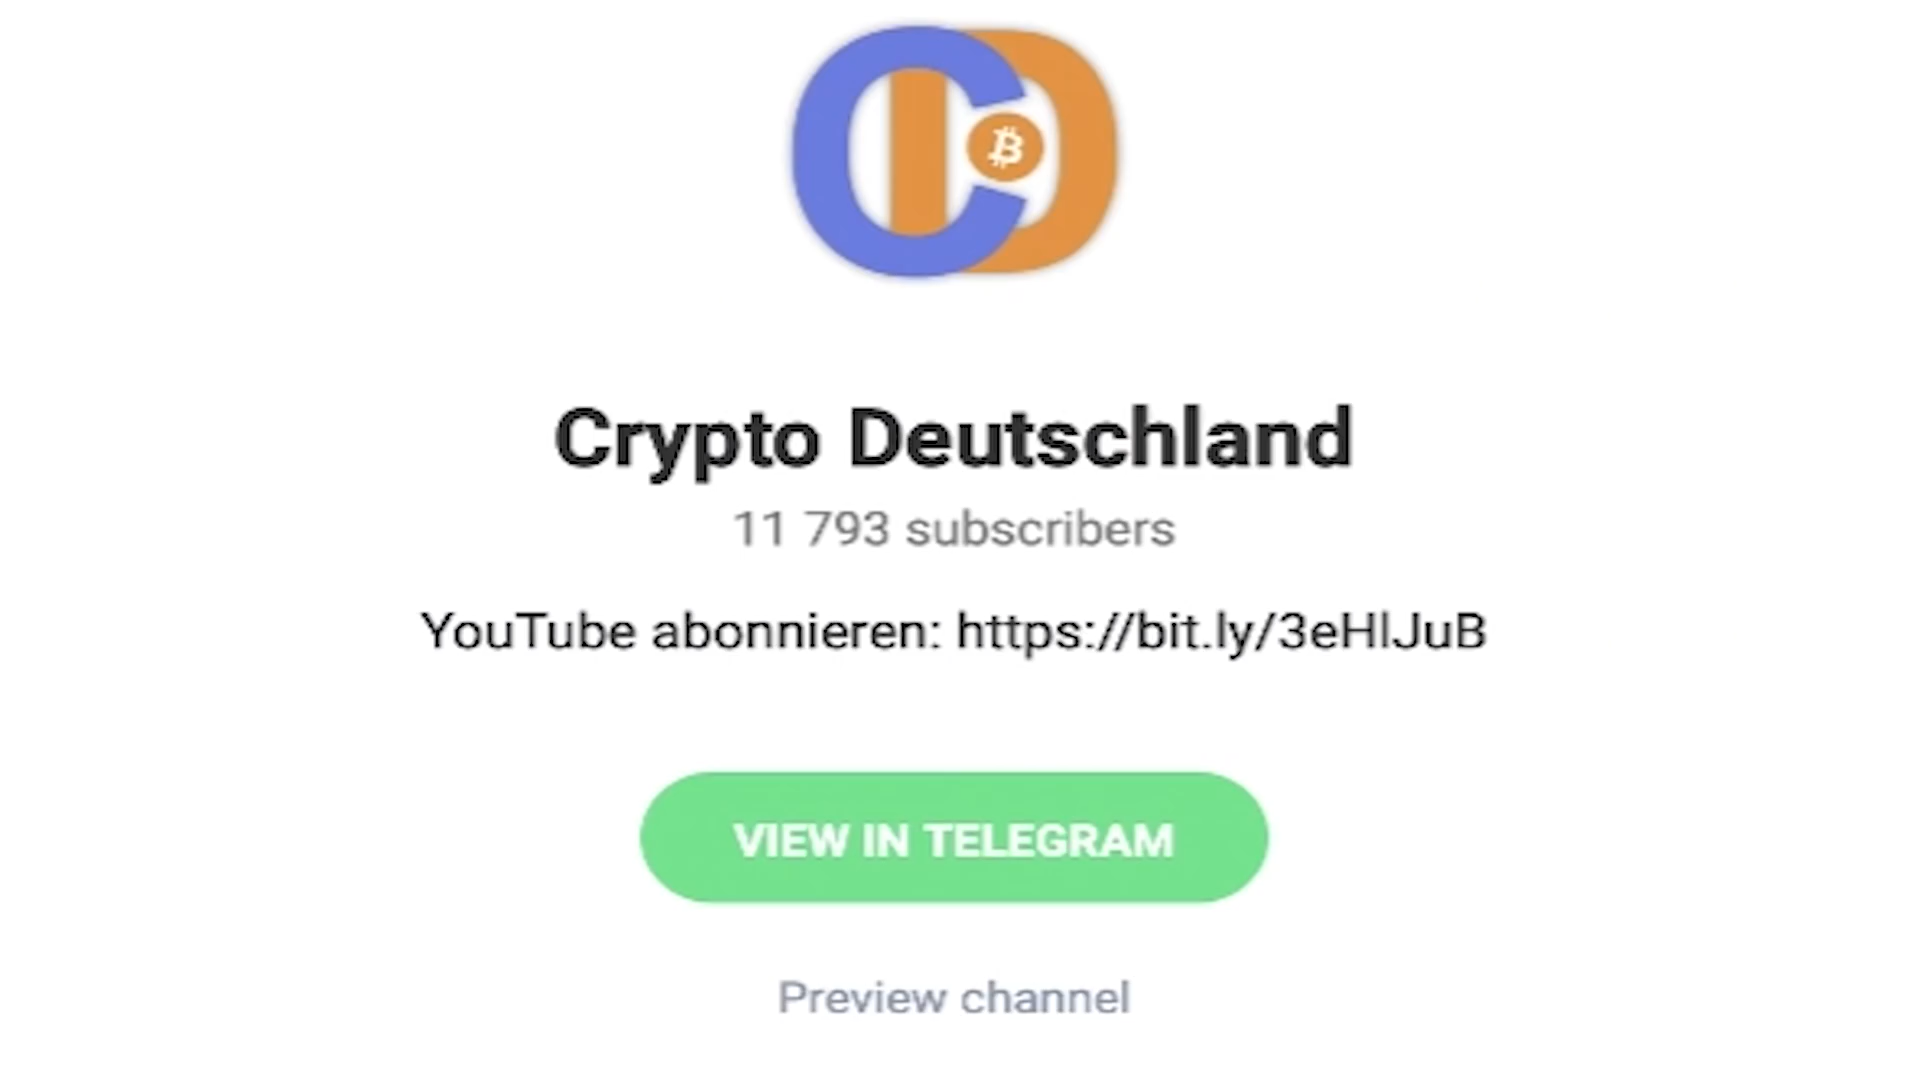 Crypto Deutschland
11 793 subscribers
YouTube abonnieren: https://bit.ly/3eHlJuB
VIEW IN TELEGRAM
Preview channel